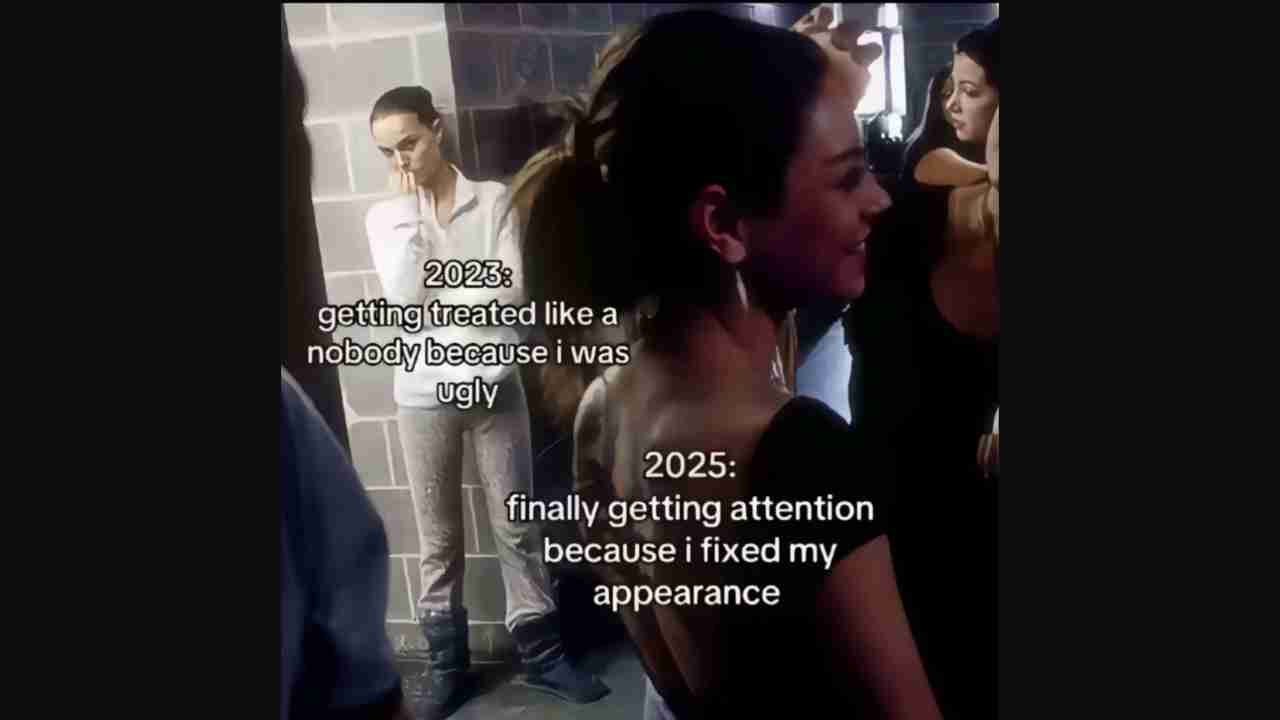 2023:
getting treated like a
nobody because i was
ugly
2025:
finally getting attention
because i fixed my
appearance